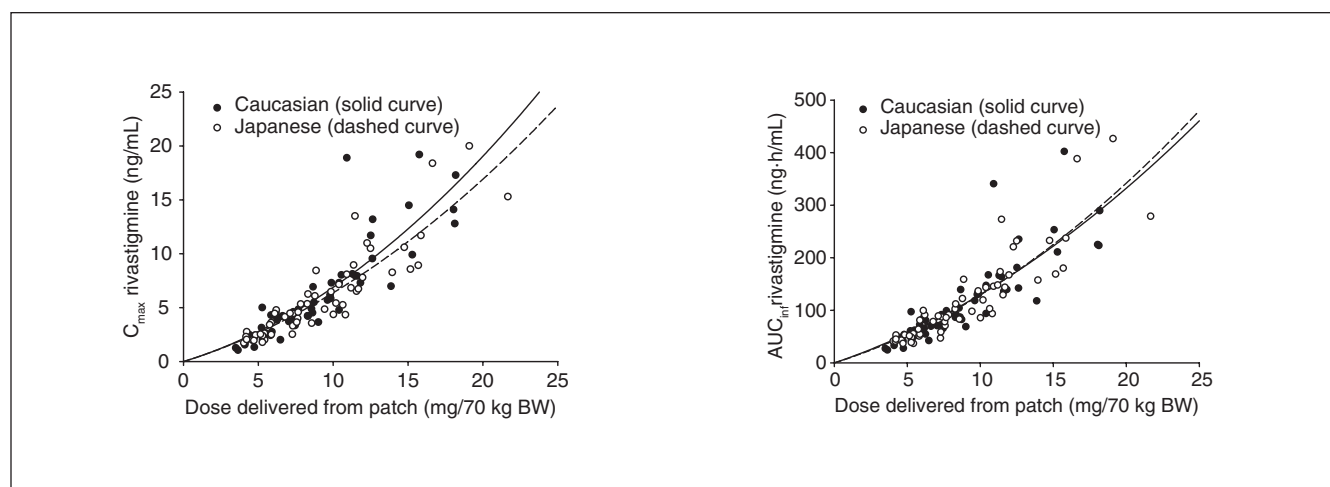 25
20
15
10
5
0
C_max rivastigmine (ng/mL)
Caucasian (solid curve)
Japanese (dashed curve)
0 5 10 15 20 25
Dose delivered from patch (mg/70 kg BW)
500
400
300
200
100
0
AUC_inf rivastigmine (ng·h/mL)
Caucasian (solid curve)
Japanese (dashed curve)
0 5 10 15 20 25
Dose delivered from patch (mg/70 kg BW)